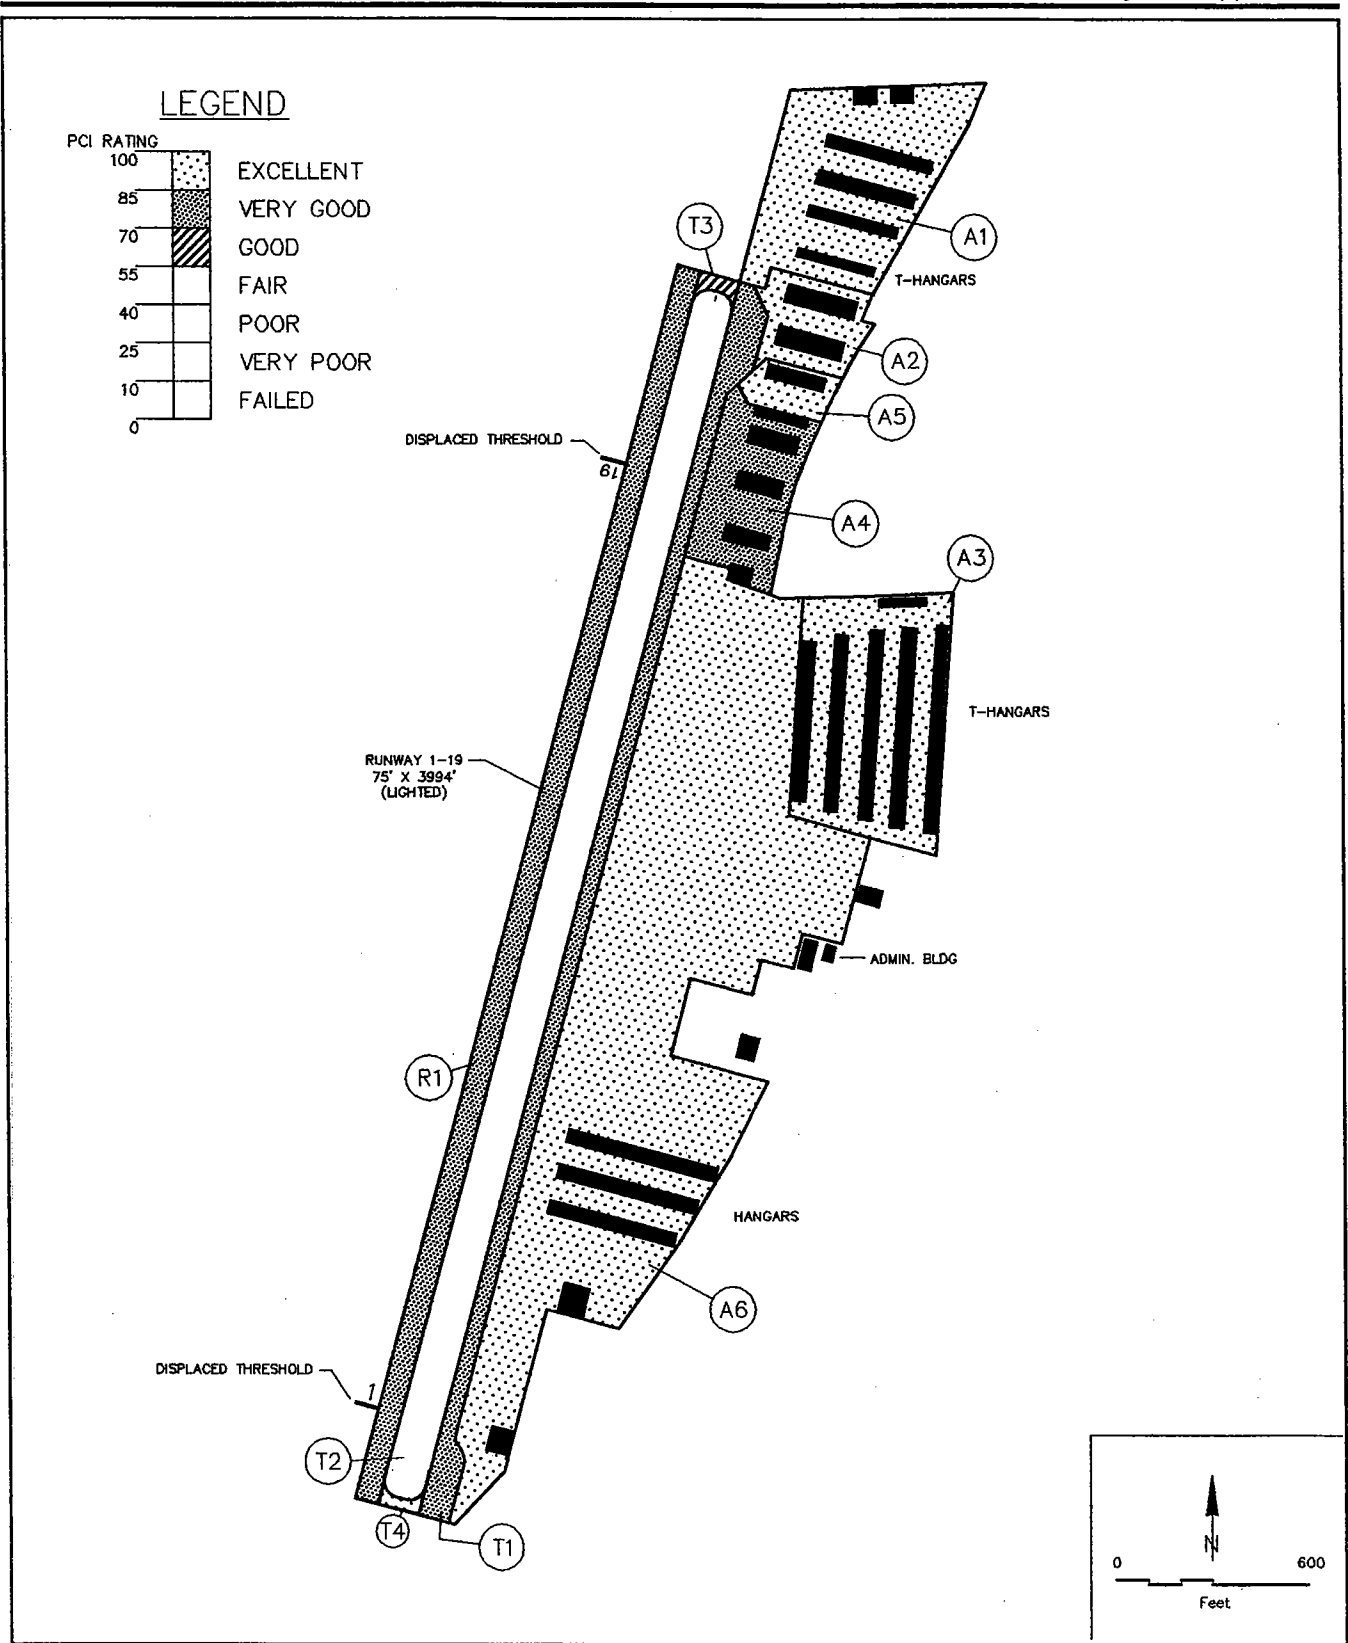 LEGEND
PCI RATING
100
EXCELLENT
85
VERY GOOD
70
GOOD
55
FAIR
40
POOR
25
VERY POOR
10
FAILED
0
T3
A1
T-HANGARS
A2
A5
DISPLACED THRESHOLD
19
A4
A3
T-HANGARS
RUNWAY 1-19
75' X 3994'
(LIGHTED)
ADMIN. BLDG
R1
HANGARS
A6
DISPLACED THRESHOLD
1
T2
T4
T1
N
0 600
Feet